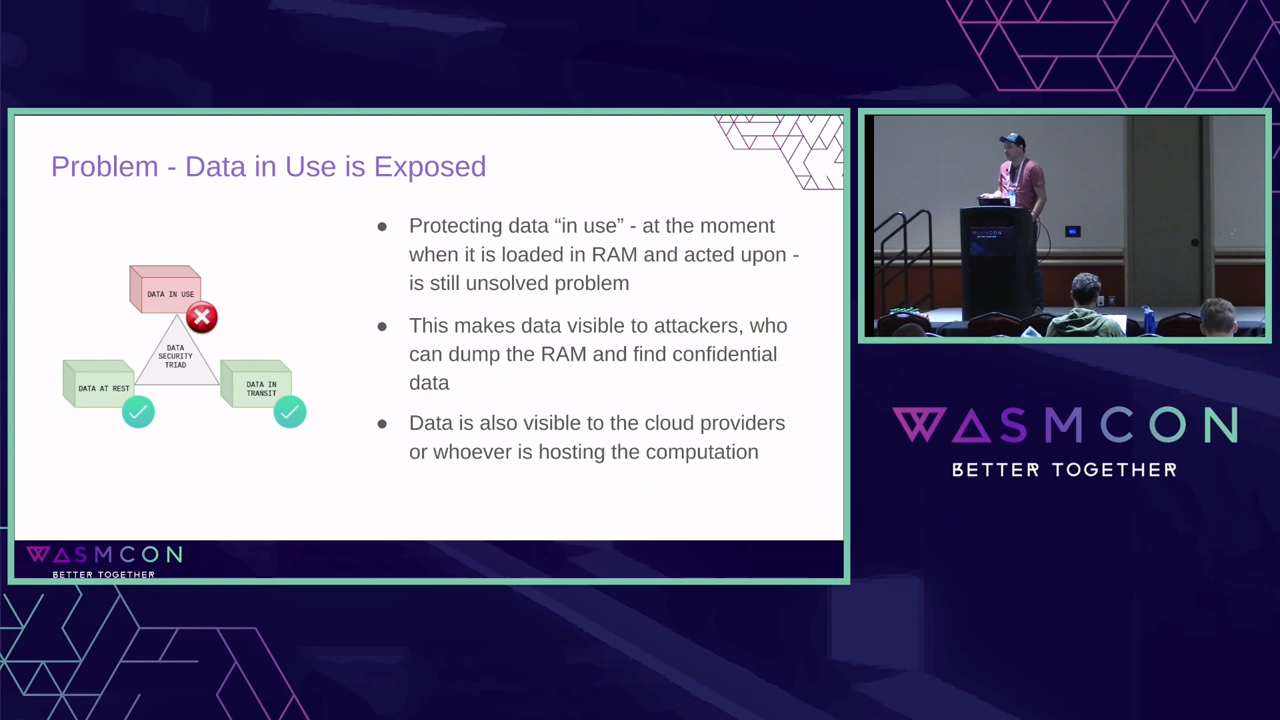 Problem - Data in Use is Exposed
DATA IN USE
DATA
SECURITY
TRIAD
DATA AT REST
DATA IN
TRANSIT
● Protecting data “in use” - at the moment
when it is loaded in RAM and acted upon -
is still unsolved problem
● This makes data visible to attackers, who
can dump the RAM and find confidential
data
● Data is also visible to the cloud providers
or whoever is hosting the computation
WASMCON
BETTER TOGETHER
WASMCON
WASMCON
BETTER TOGETHER